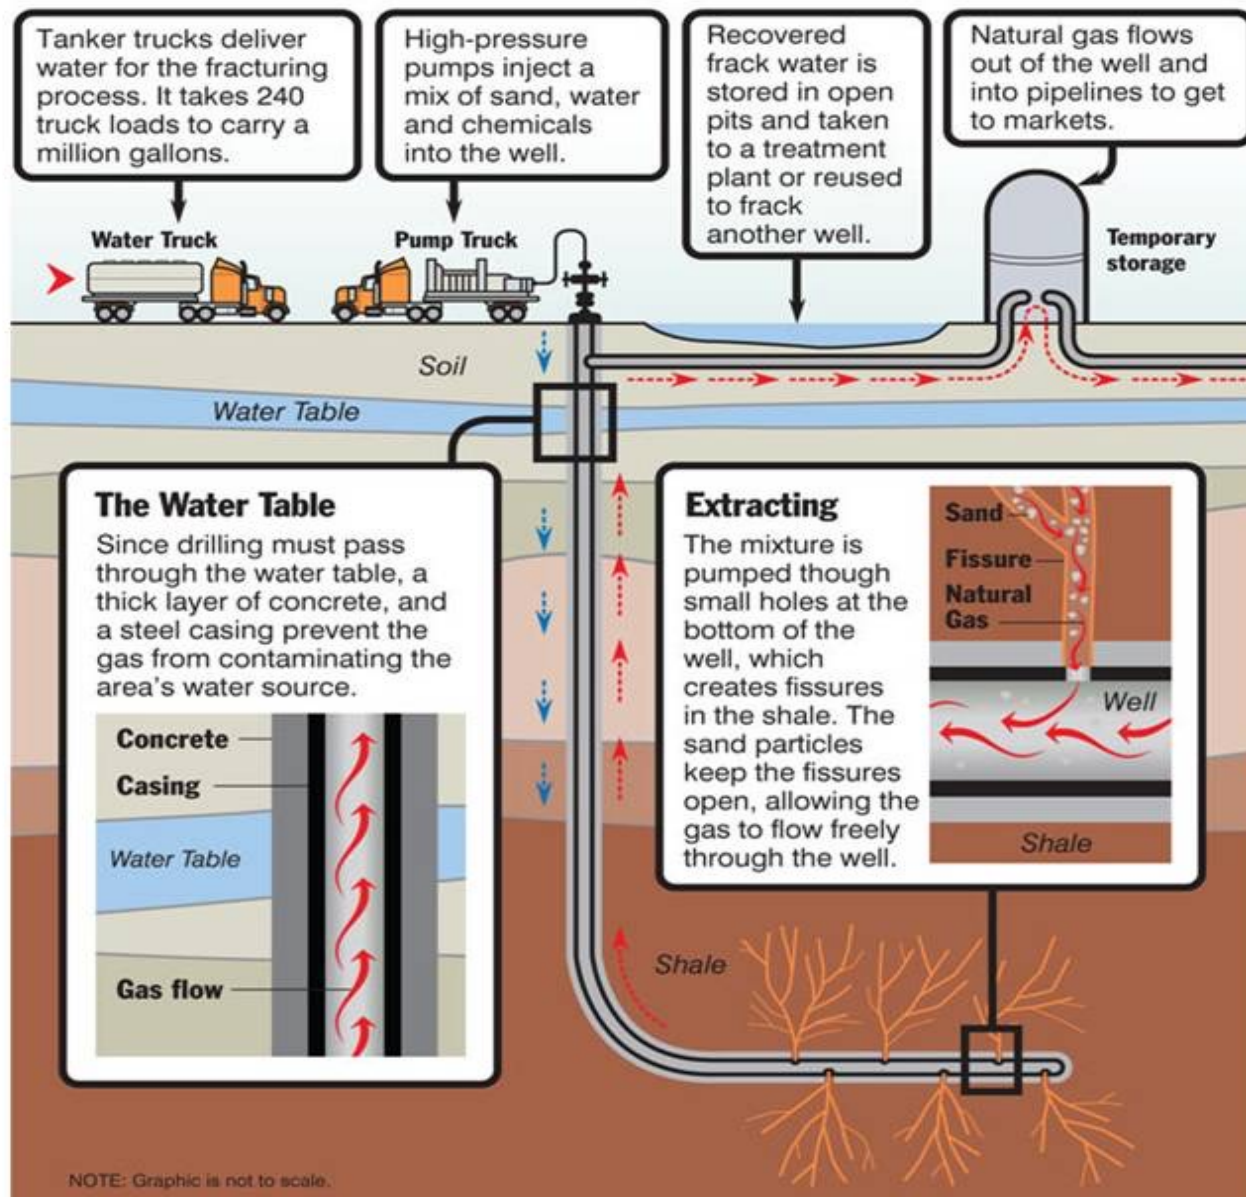 Tanker trucks deliver
water for the fracturing
process. It takes 240
truck loads to carry a
million gallons.
High-pressure
pumps inject a
mix of sand, water
and chemicals
into the well.
Recovered
frack water is
stored in open
pits and taken
to a treatment
plant or reused
to frack
another well.
Natural gas flows
out of the well and
into pipelines to get
to markets.
Water Truck
Pump Truck
Temporary
storage
Soil
Water Table
The Water Table
Since drilling must pass
through the water table, a
thick layer of concrete, and
a steel casing prevent the
gas from contaminating the
area's water source.
Concrete
Casing
Water Table
Gas flow
Extracting
The mixture is
pumped though
small holes at the
bottom of the
well, which
creates fissures
in the shale. The
sand particles
keep the fissures
open, allowing the
gas to flow freely
through the well.
Sand
Fissure
Natural
Gas
Well
Shale
Shale
NOTE: Graphic is not to scale.